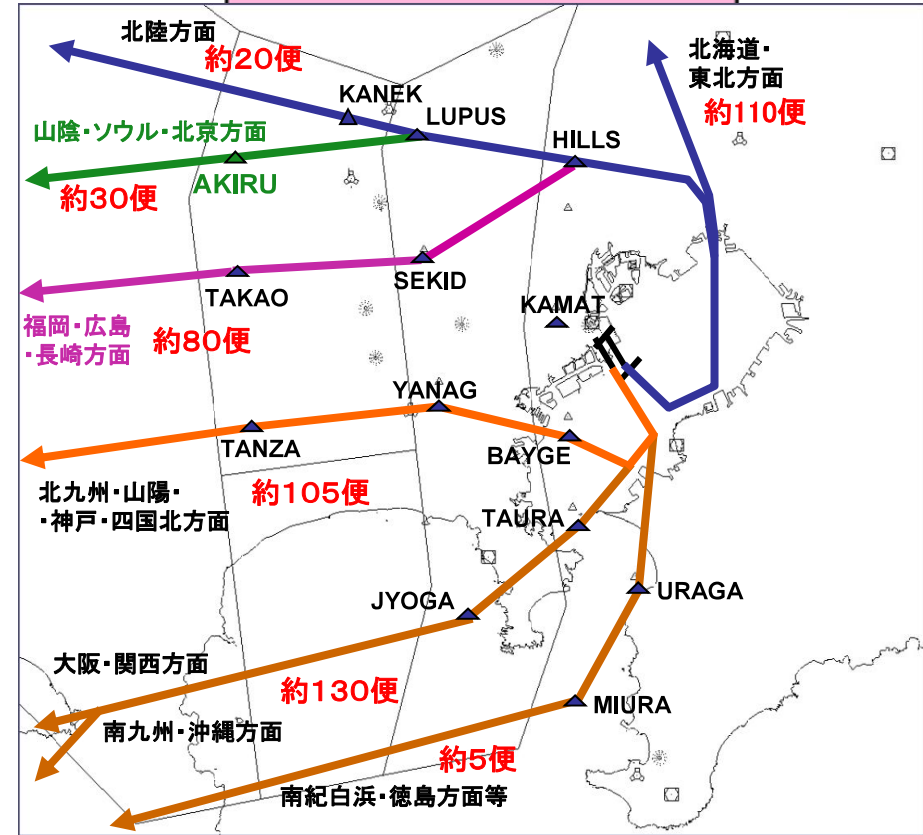 北陸方面
約20便
北海道・
東北方面
約110便
KANEK
LUPUS
山陰・ソウル・北京方面
HILLS
AKIRU
約30便
SEKID
TAKAO
KAMAT
福岡・広島
・長崎方面
約80便
YANAG
TANZA
BAYGE
北九州・山陽・
・神戸・四国北方面
約105便
TAURA
JYOGA
URAGA
大阪・関西方面
約130便
MIURA
南九州・沖縄方面
約5便
南紀白浜・徳島方面等